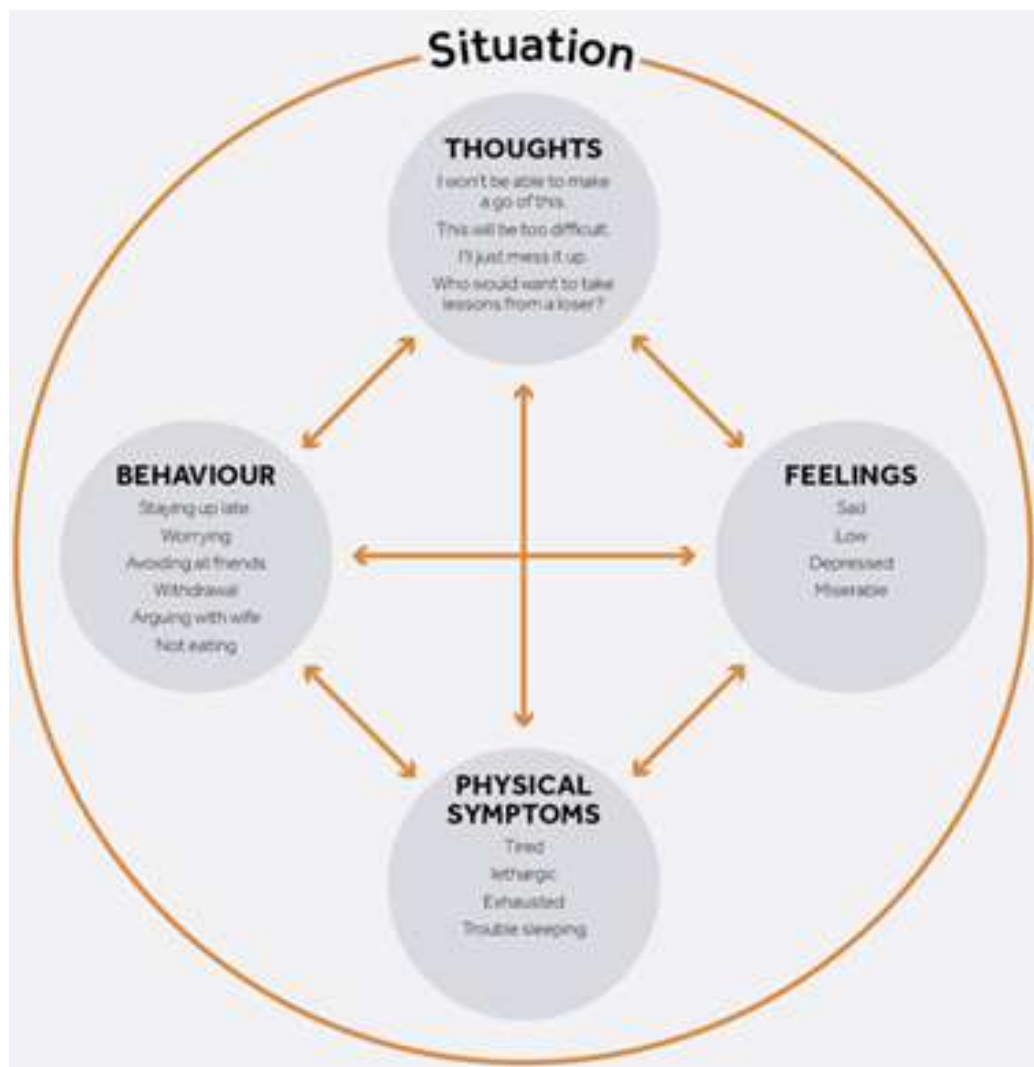 Situation
THOUGHTS
I won't be able to make
a go of this.
This will be too difficult.
I'll just mess it up.
Who would want to take
lessons from a loser?
BEHAVIOUR
Staying up late
Worrying
Avoiding all friends
Withdrawal
Arguing with wife
Not eating
FEELINGS
Sad
Low
Depressed
Miserable
PHYSICAL
SYMPTOMS
Tired
lethargic
Exhausted
Trouble sleeping